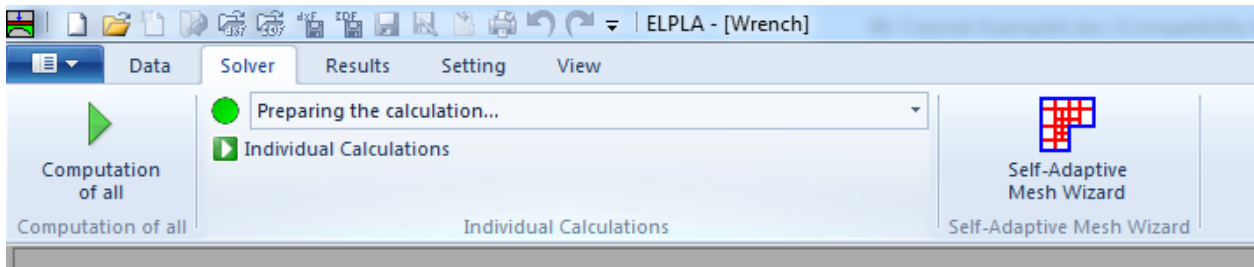 ELPLA - [Wrench]
Data Solver Results Setting View
Preparing the calculation...
Individual Calculations
Computation
of all
Self-Adaptive
Mesh Wizard
Computation of all Individual Calculations Self-Adaptive Mesh Wizard